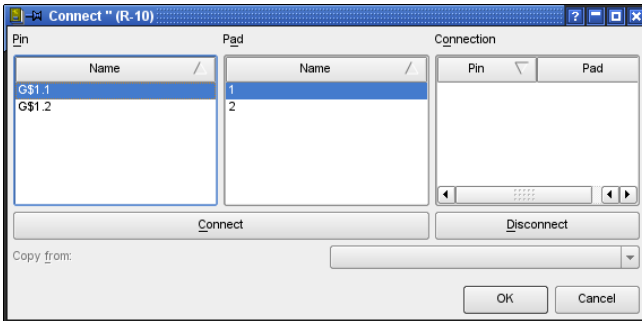 Connect '' (R-10)
Pin Pad Connection
Name Name Pin Pad
G$1.1 1
G$1.2 2
Connect Disconnect
Copy from:
OK Cancel